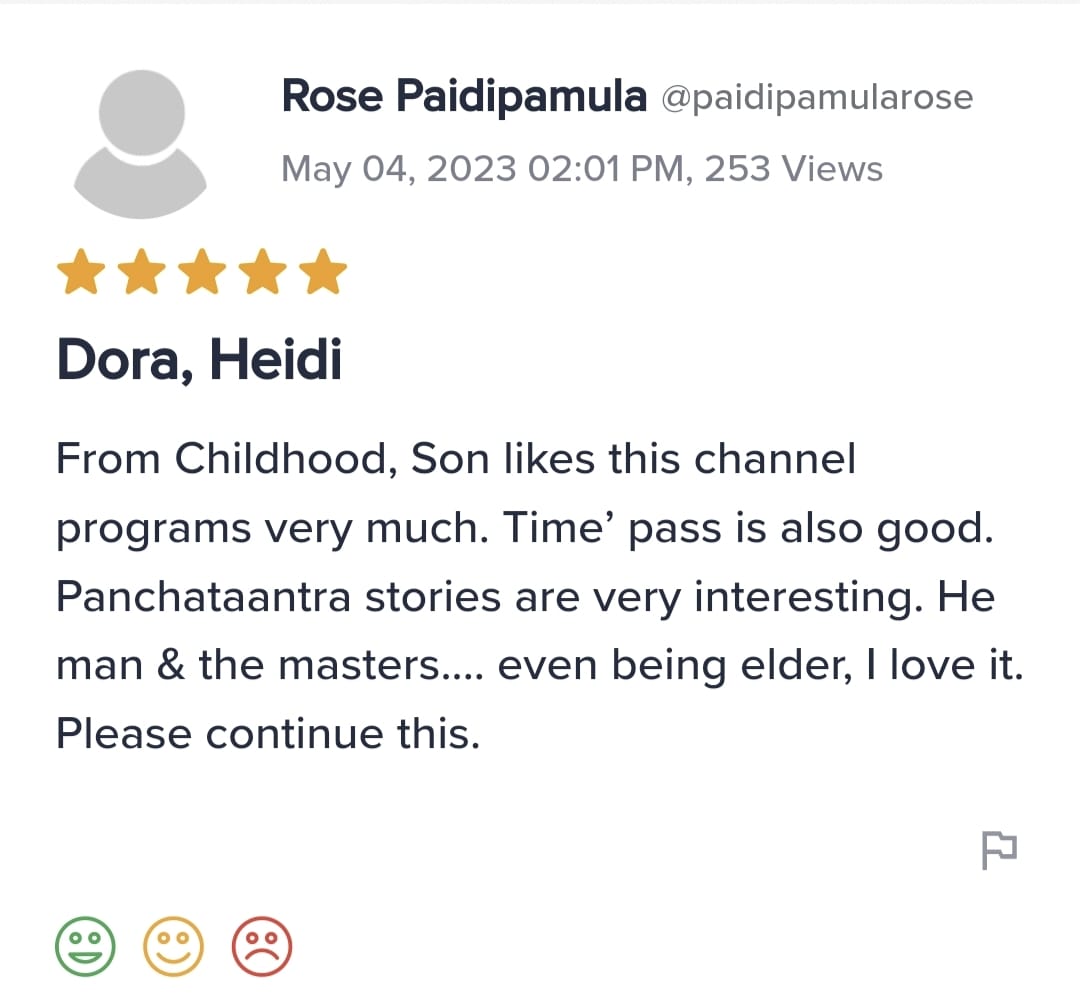 Rose Paidipamula @paidipamularose
May 04, 2023 02:01 PM, 253 Views
Dora, Heidi
From Childhood, Son likes this channel
programs very much. Time’ pass is also good.
Panchataantra stories are very interesting. He
man & the masters.... even being elder, I love it.
Please continue this.